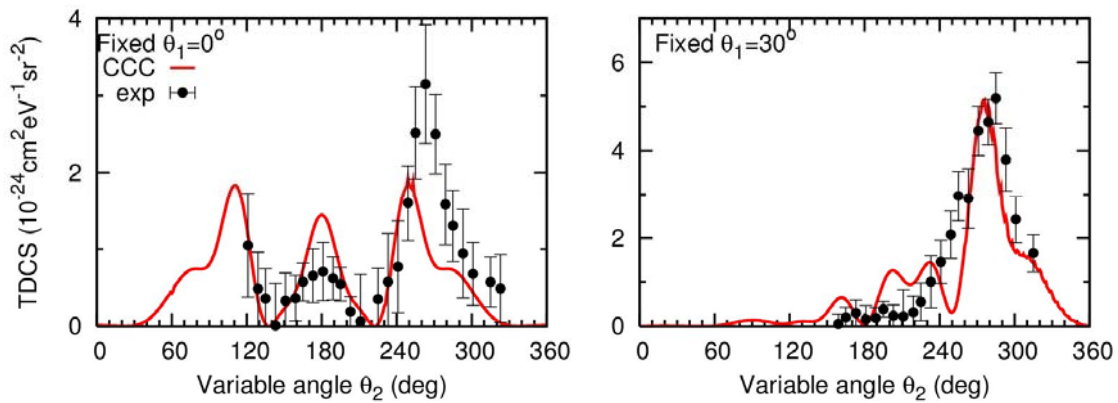 TDCS (10⁻²⁴cm²eV⁻¹sr⁻²)
4
2
0
Fixed θ₁=0°
CCC
exp
0 60 120 180 240 300 360
Variable angle θ₂ (deg)
6
4
2
0
Fixed θ₁=30°
0 60 120 180 240 300 360
Variable angle θ₂ (deg)